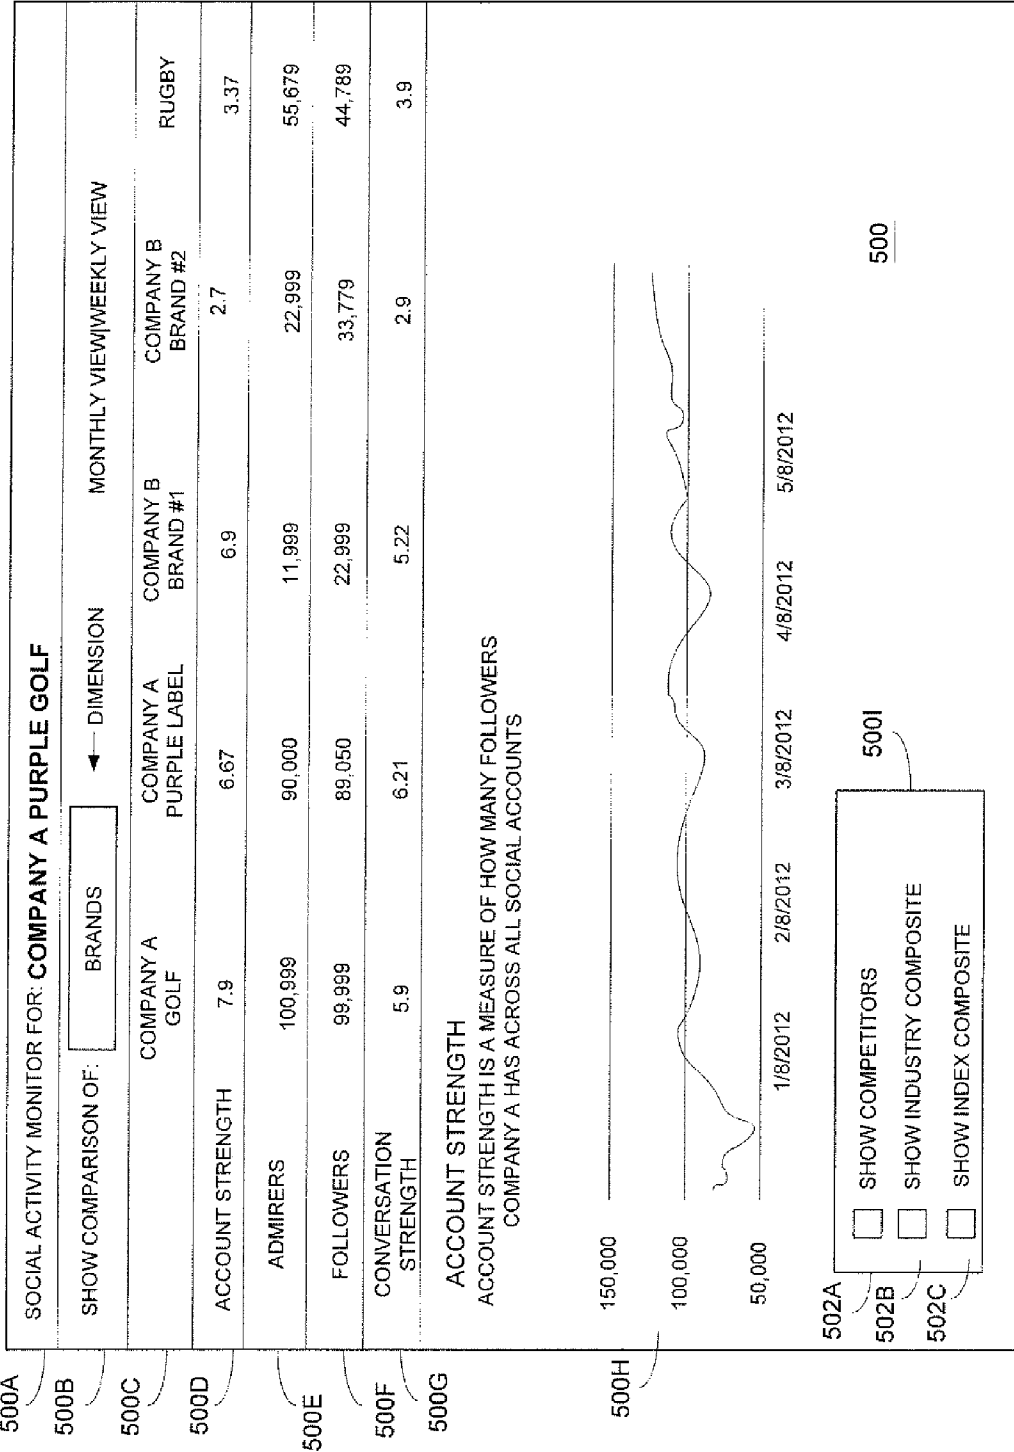 500A
SOCIAL ACTIVITY MONITOR FOR: COMPANY A PURPLE GOLF
500B
SHOW COMPARISON OF: BRANDS DIMENSION MONTHLY VIEW|WEEKLY VIEW
500C
COMPANY A GOLF
COMPANY A PURPLE LABEL
COMPANY B BRAND #1
COMPANY B BRAND #2
RUGBY
500D
ACCOUNT STRENGTH 7.9 6.67 6.9 2.7 3.37
500E
ADMIRERS 100,999 90,000 11,999 22,999 55,679
500F
FOLLOWERS 99,999 89,050 22,999 33,779 44,789
500G
CONVERSATION STRENGTH 5.9 6.21 5.22 2.9 3.9
ACCOUNT STRENGTH
ACCOUNT STRENGTH IS A MEASURE OF HOW MANY FOLLOWERS
COMPANY A HAS ACROSS ALL SOCIAL ACCOUNTS
500H
150,000
100,000
50,000
1/8/2012 2/8/2012 3/8/2012 4/8/2012 5/8/2012
502A
SHOW COMPETITORS
502B
SHOW INDUSTRY COMPOSITE
502C
SHOW INDEX COMPOSITE
500I
500